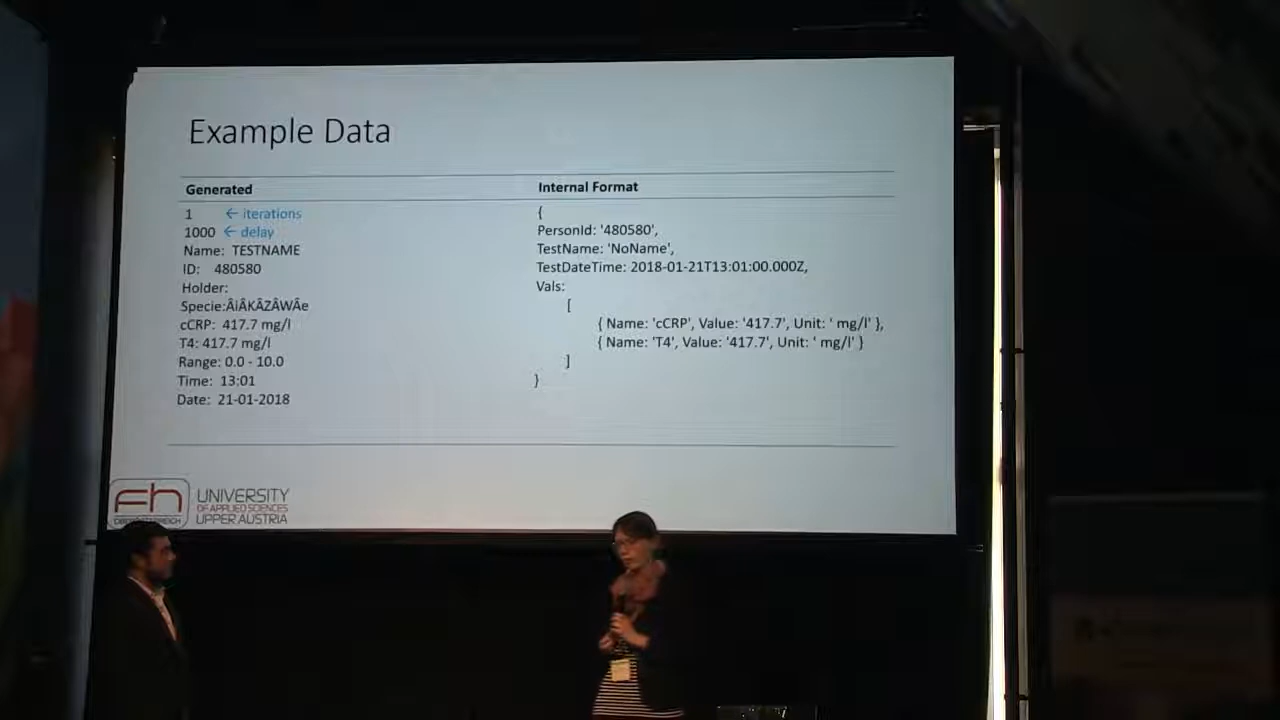 Example Data
Generated
1 ← iterations
1000 ← delay
Name: TESTNAME
ID: 480580
Holder:
Specie:ÂIÂKÂZÂWÂe
cCRP: 417.7 mg/l
T4: 417.7 mg/l
Range: 0.0 - 10.0
Time: 13:01
Date: 21-01-2018
Internal Format
{
PersonId: '480580',
TestName: 'NoName',
TestDateTime: 2018-01-21T13:01:00.000Z,
Vals:
[
{ Name: 'cCRP', Value: '417.7', Unit: ' mg/l' },
{ Name: 'T4', Value: '417.7', Unit: ' mg/l' }
]
}
fh
OBERÖSTERREICH
UNIVERSITY
OF APPLIED SCIENCES
UPPER AUSTRIA